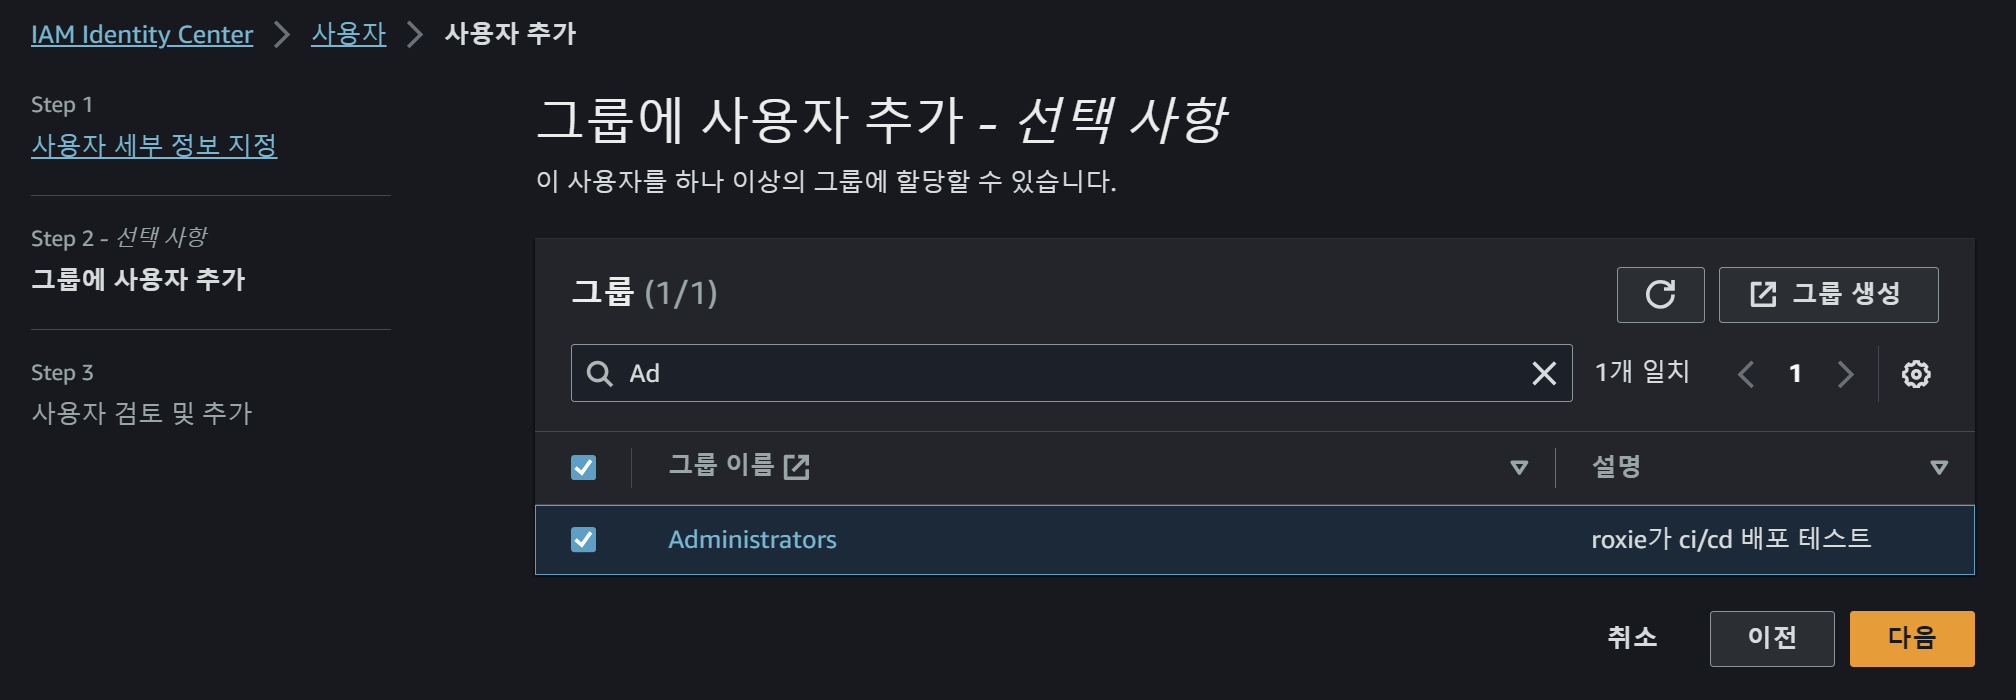 IAM Identity Center > 사용자 > 사용자 추가
Step 1
사용자 세부 정보 지정
Step 2 - 선택 사항
그룹에 사용자 추가
Step 3
사용자 검토 및 추가
그룹에 사용자 추가 - 선택 사항
이 사용자를 하나 이상의 그룹에 할당할 수 있습니다.
그룹 (1/1)
그룹 생성
Ad
1개 일치
1
그룹 이름
설명
Administrators
roxie가 ci/cd 배포 테스트
취소
이전
다음